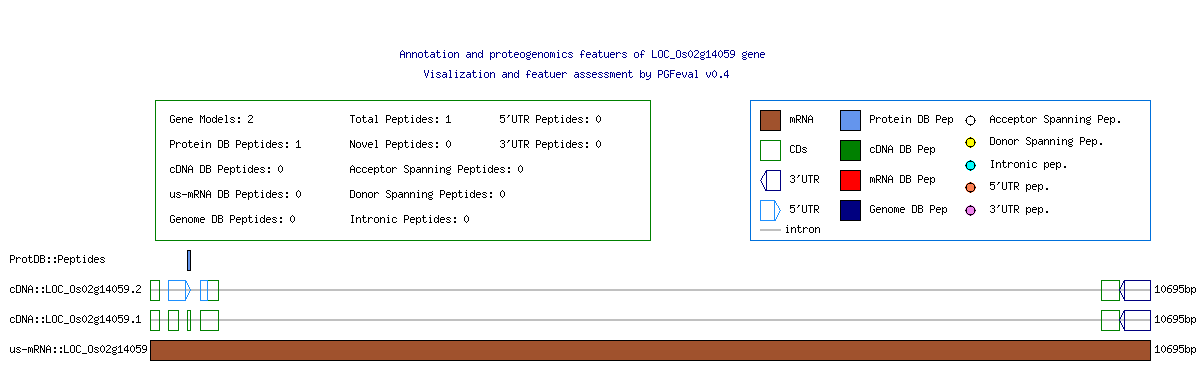 Annotation and proteogenomics featuers of LOC_Os02g14059 gene
Visalization and featuer assessment by PGFeval v0.4
Gene Models: 2 Total Peptides: 1 5'UTR Peptides: 0
Protein DB Peptides: 1 Novel Peptides: 0 3'UTR Peptides: 0
cDNA DB Peptides: 0 Acceptor Spanning Peptides: 0
us-mRNA DB Peptides: 0 Donor Spanning Peptides: 0
Genome DB Peptides: 0 Intronic Peptides: 0
mRNA Protein DB Pep Acceptor Spanning Pep.
CDs cDNA DB Pep Donor Spanning Pep.
3'UTR mRNA DB Pep Intronic pep.
5'UTR Genome DB Pep 5'UTR pep.
intron 3'UTR pep.
ProtDB::Peptides
cDNA::LOC_Os02g14059.2 10695bp
cDNA::LOC_Os02g14059.1 10695bp
us-mRNA::LOC_Os02g14059 10695bp